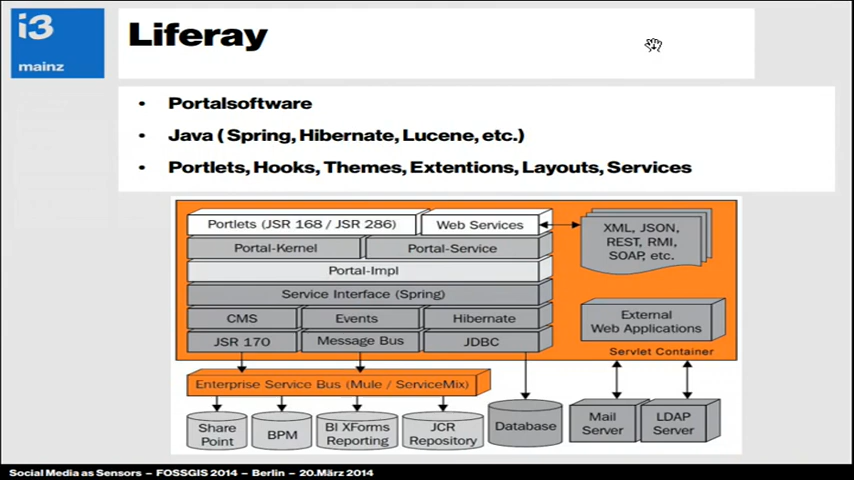 i3
mainz
Liferay
• Portalsoftware
• Java ( Spring, Hibernate, Lucene, etc.)
• Portlets, Hooks, Themes, Extentions, Layouts, Services
Portlets (JSR 168 / JSR 286)
Web Services
XML, JSON,
REST, RMI,
SOAP, etc.
Portal-Kernel
Portal-Service
Portal-Impl
Service Interface (Spring)
CMS
Events
Hibernate
External
Web Applications
JSR 170
Message Bus
JDBC
Servlet Container
Enterprise Service Bus (Mule / ServiceMix)
Share
Point
BPM
BI XForms
Reporting
JCR
Repository
Database
Mail
Server
LDAP
Server
Social Media as Sensors – FOSSGIS 2014 – Berlin – 20.März 2014